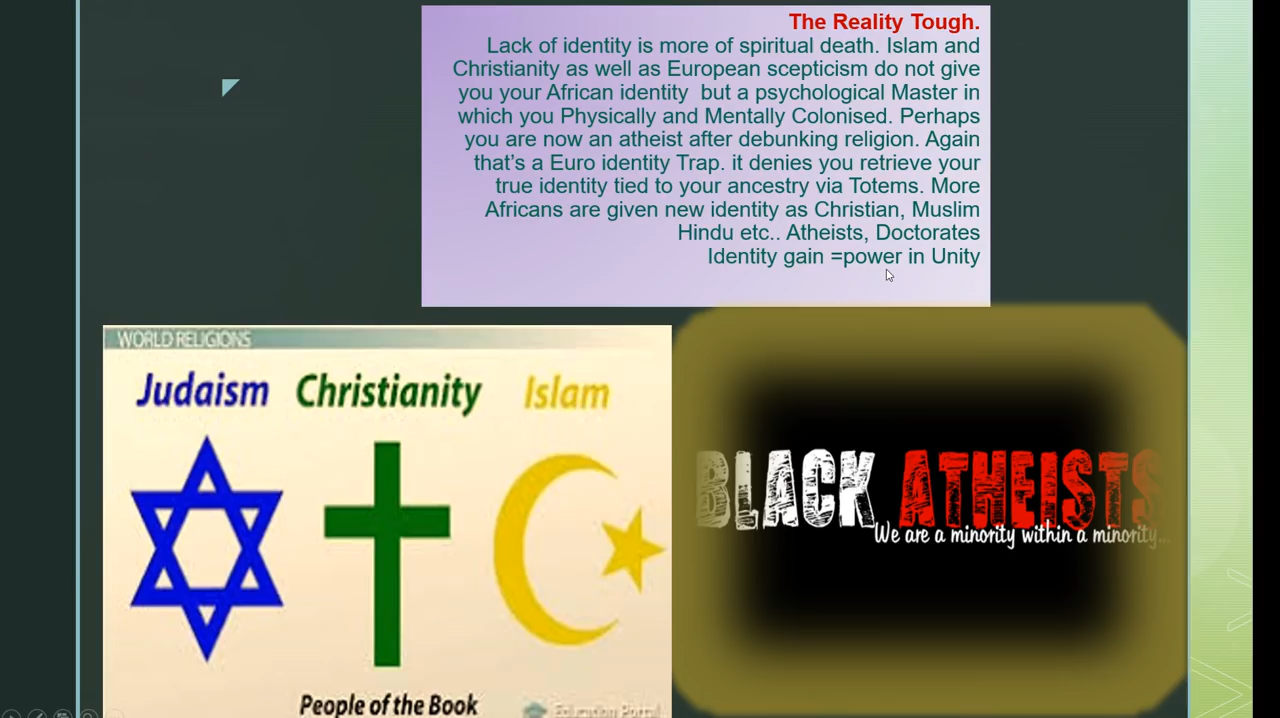 The Reality Tough.
Lack of identity is more of spiritual death. Islam and
Christianity as well as European scepticism do not give
you your African identity but a psychological Master in
which you Physically and Mentally Colonised. Perhaps
you are now an atheist after debunking religion. Again
that's a Euro identity Trap. it denies you retrieve your
true identity tied to your ancestry via Totems. More
Africans are given new identity as Christian, Muslim
Hindu etc.. Atheists, Doctorates
Identity gain =power in Unity
WORLD RELIGIONS
Judaism Christianity Islam
People of the Book
Education Portal
BLACK ATHEISTS
We are a minority within a minority...